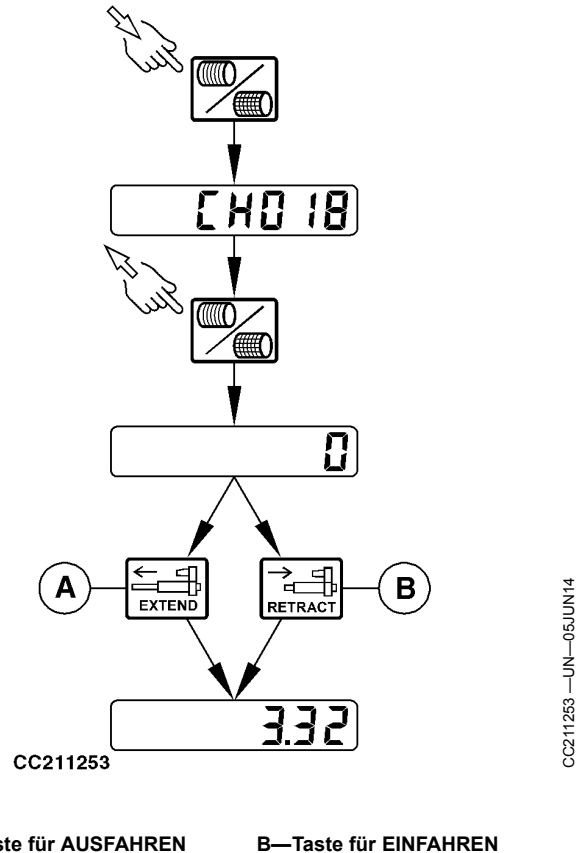 CH018
0
A
EXTEND
RETRACT
B
3.32
CC211253
CC211253 —UN—05JUN14
ste für AUSFAHREN
B—Taste für EINFAHREN